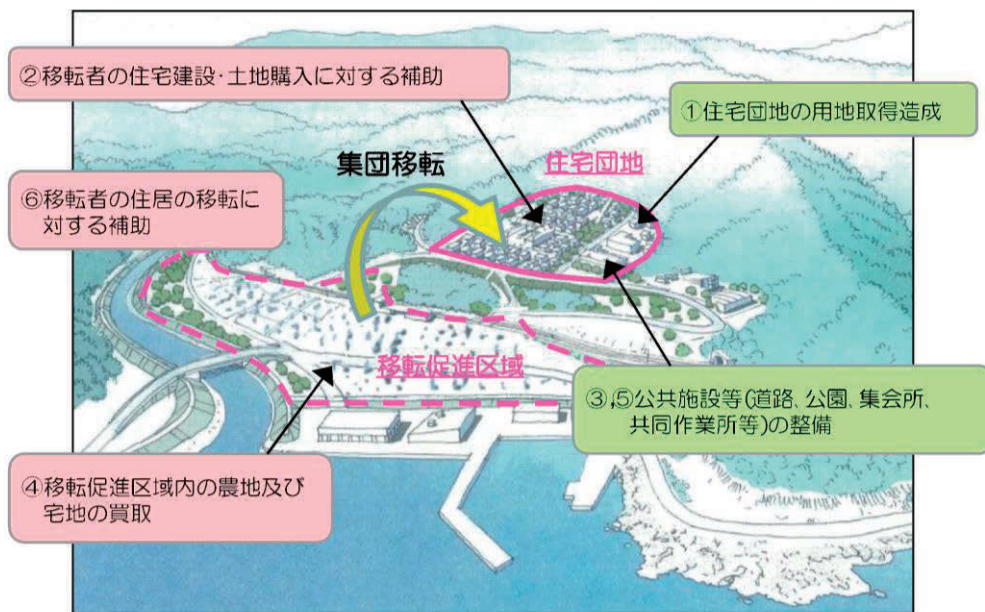 ②移転者の住宅建設･土地購入に対する補助
①住宅団地の用地取得造成
集団移転
住宅団地
⑥移転者の住居の移転に
対する補助
移転促進区域
③,⑤公共施設等(道路、公園、集会所、
共同作業所等)の整備
④移転促進区域内の農地及び
宅地の買取